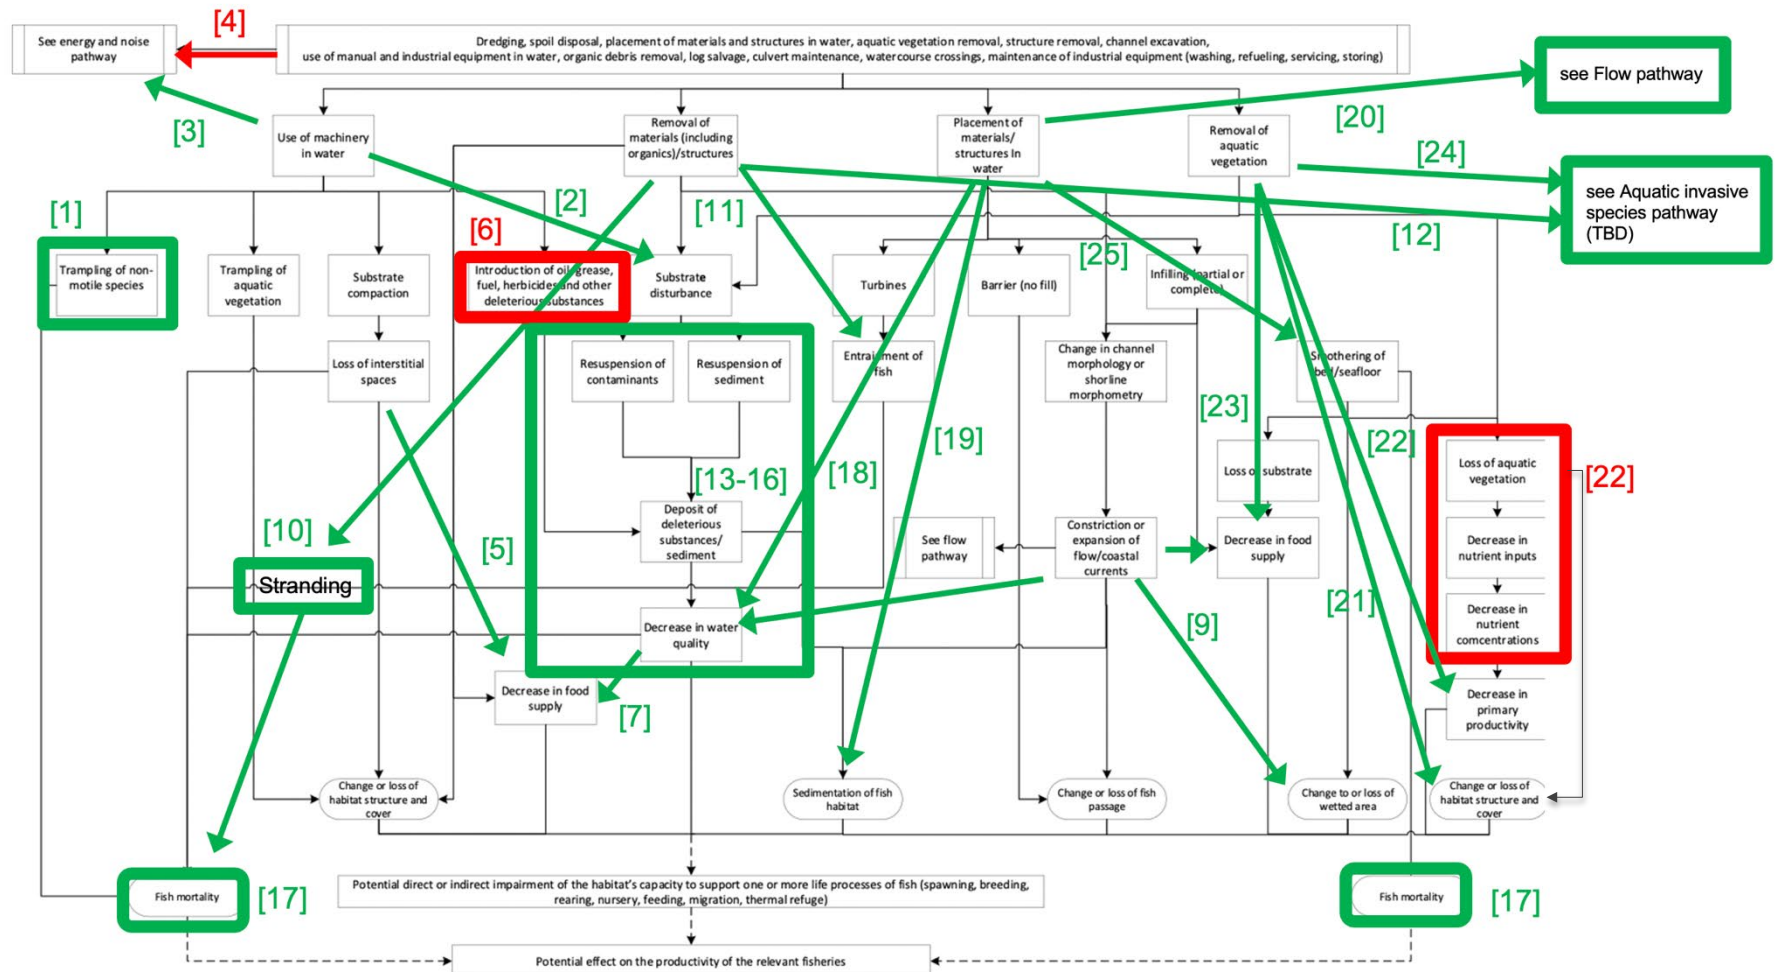 [4]
See energy and noise
pathway
Dredging, spoil disposal, placement of materials and structures in water, aquatic vegetation removal, structure removal, channel excavation,
use of manual and industrial equipment in water, organic debris removal, log salvage, culvert maintenance, watercourse crossings, maintenance of industrial equipment (washing, refueling, servicing, storing)
see Flow pathway
[3]
[20]
Use of machinery
in water
Removal of
materials (including
organics)/structures
Placement of
materials/
structures In
water
Removal of
aquatic
vegetation
[24]
see Aquatic invasive
species pathway
(TBD)
[1]
[2]
[11]
[12]
[6]
[25]
Trampling of non-
motile species
Trampling of
aquatic
vegetation
Substrate
compaction
Introduction of oil, grease,
fuel, herbicides and other
deleterious substances
Substrate
disturbance
Turbines
Barrier (no fill)
Infilling (partial or
complete)
Loss of interstitial
spaces
Resuspension of
contaminants
Resuspension of
sediment
Entrainment of
fish
Change in channel
morphology or
shorline
morphometry
Smothering of
bed/seafloor
[23]
[19]
[22]
[18]
[13-16]
Loss of substrate
Loss of aquatic
vegetation
[22]
[10]
[5]
Deposit of
deleterious
substances/
sediment
See flow
pathway
Constriction or
expansion of
flow/coastal
currents
Decrease in food
supply
Decrease in
nutrient inputs
Stranding
[21]
Decrease in
nutrient
comcentrations
Decrease in water
quality
[9]
Decrease in food
supply
[7]
Decrease in
primary
productivity
Change or loss of
habitat structure and
cover
Sedimentation of fish
habitat
Change or loss of fish
passage
Change to or loss of
wetted area
Change or loss of
habitat structure and
cover
Fish mortality
[17]
Potential direct or indirect impairment of the habitat's capacity to support one or more life processes of fish (spawning, breeding,
rearing, nursery, feeding, migration, thermal refuge)
Fish mortality
[17]
Potential effect on the productivity of the relevant fisheries